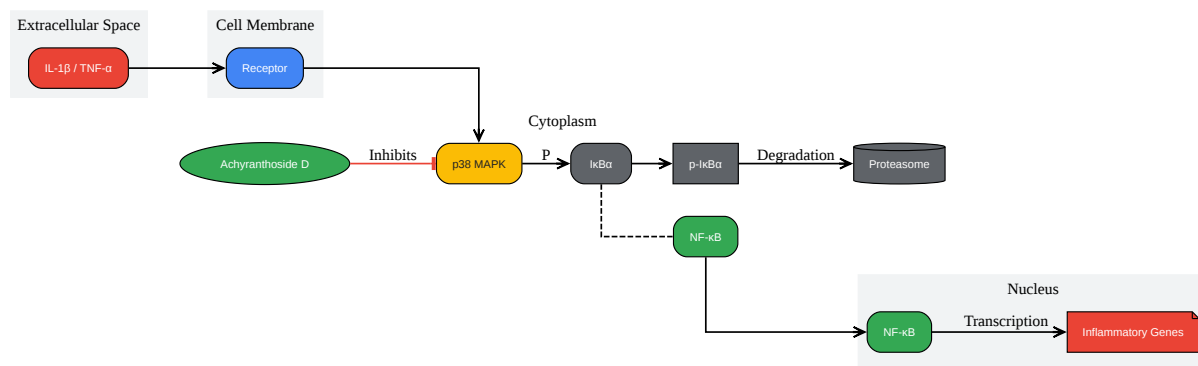 Extracellular Space
Cell Membrane
IL-1β / TNF-α
Receptor
Cytoplasm
Achyranthoside D
Inhibits
p38 MAPK
P
IκBα
p-IκBα
Degradation
Proteasome
NF-κB
Nucleus
NF-κB
Transcription
Inflammatory Genes